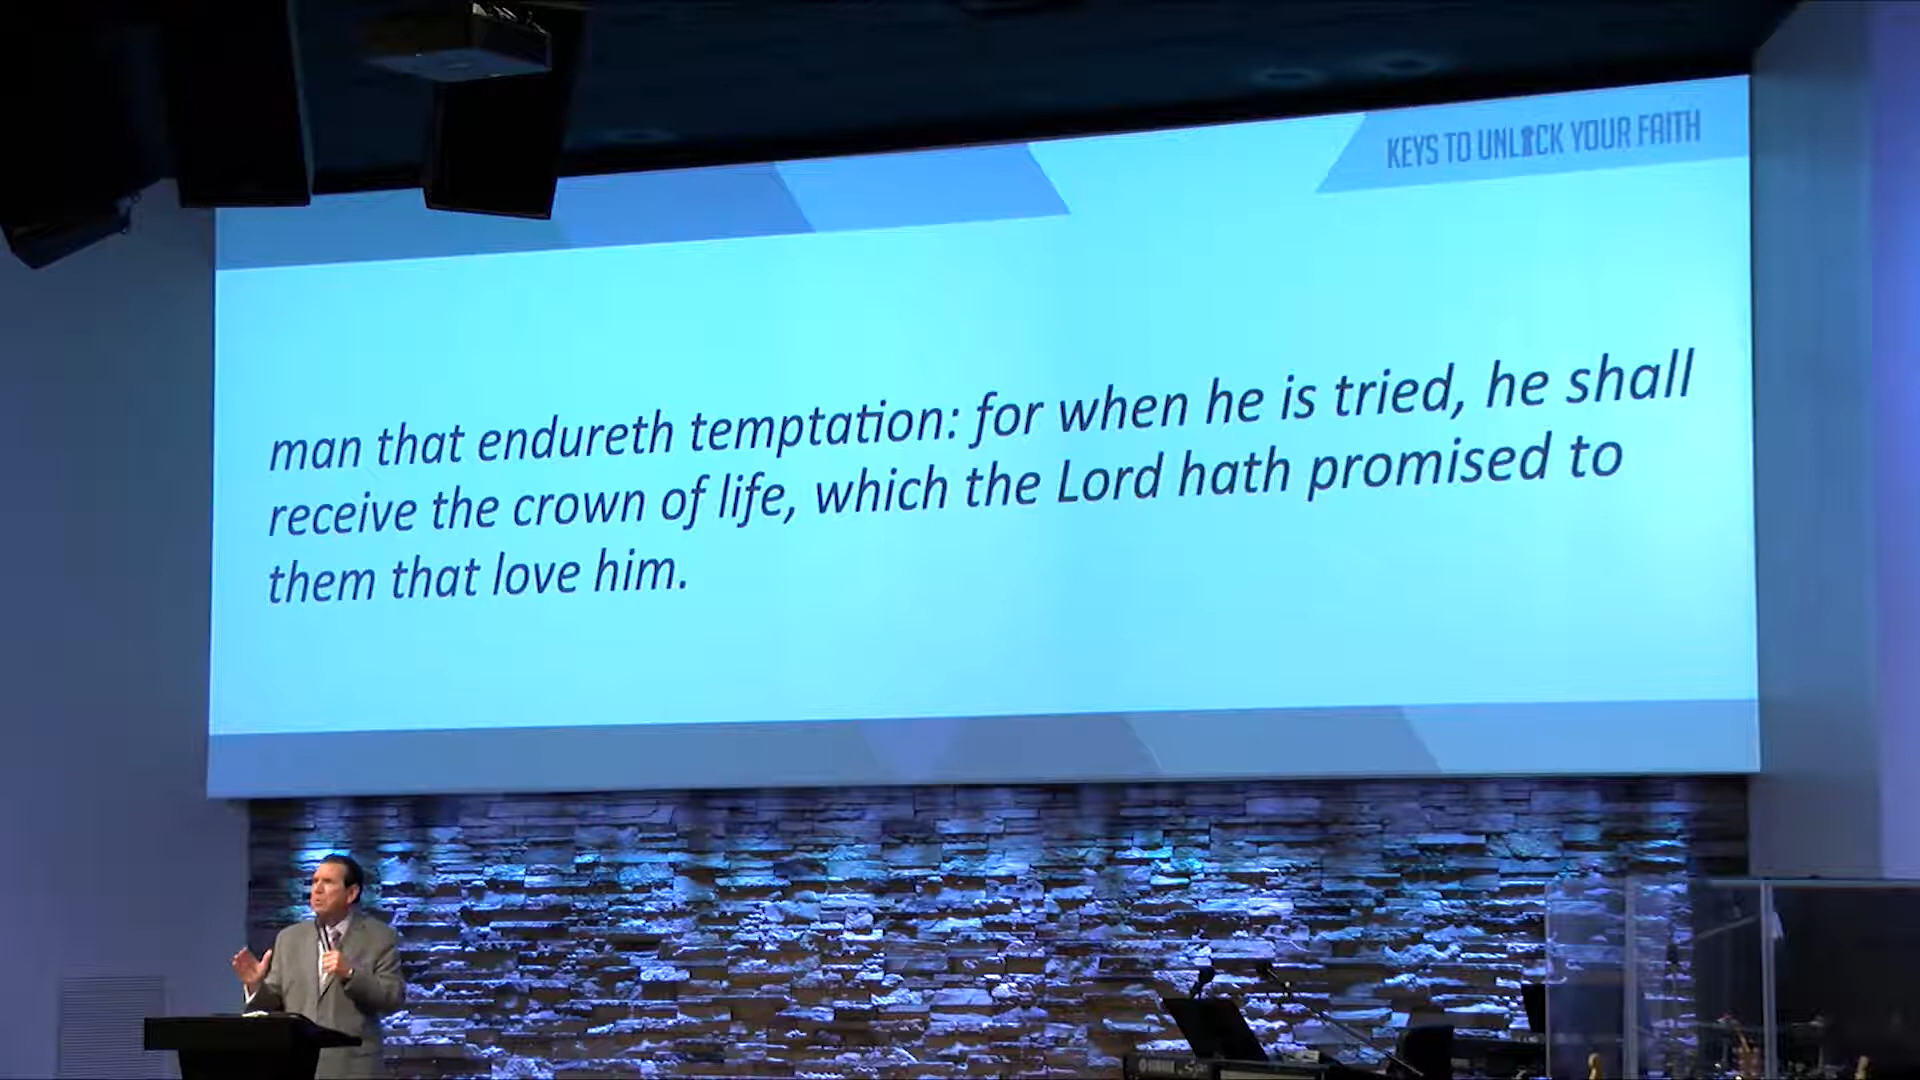 KEYS TO UNLOCK YOUR FAITH
man that endureth temptation: for when he is tried, he shall
receive the crown of life, which the Lord hath promised to
them that love him.